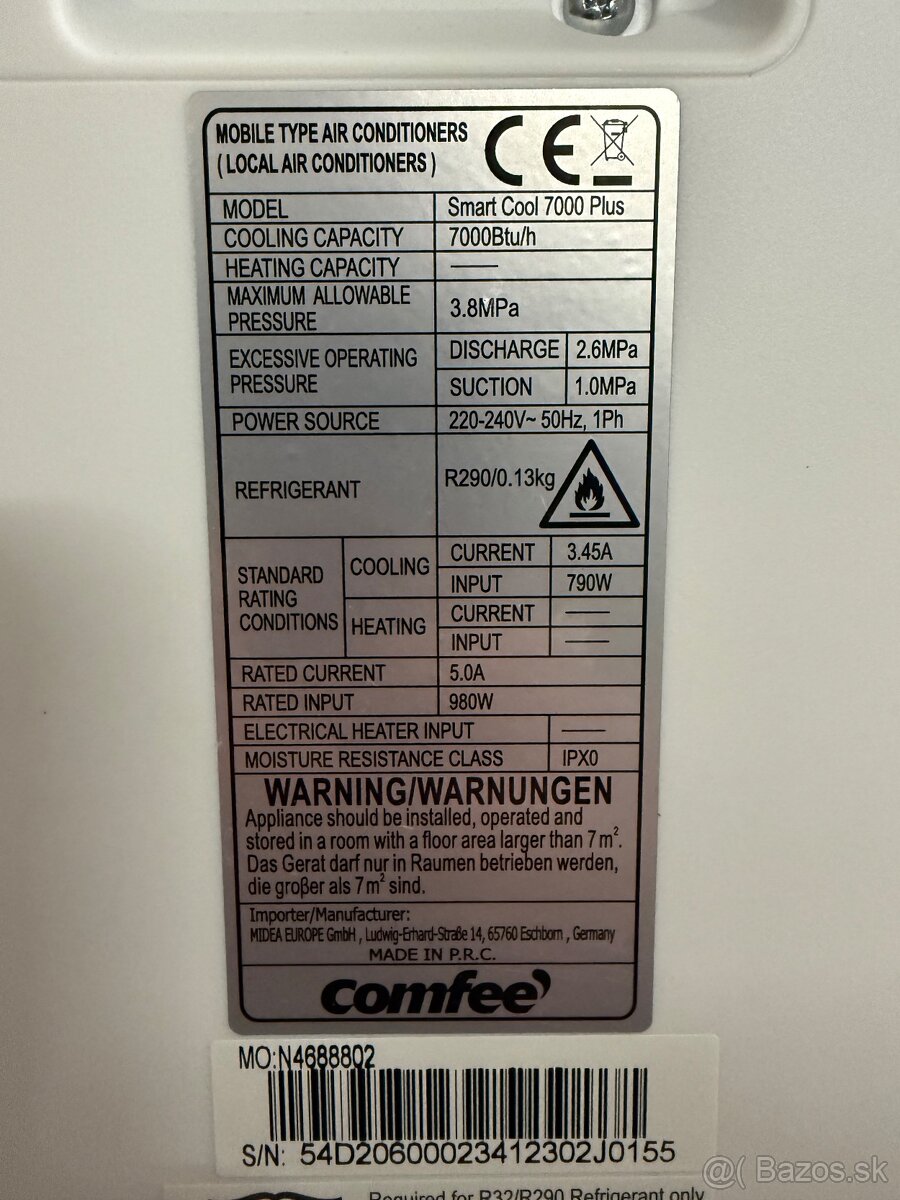 MOBILE TYPE AIR CONDITIONERS
( LOCAL AIR CONDITIONERS )
CE
MODEL Smart Cool 7000 Plus
COOLING CAPACITY 7000Btu/h
HEATING CAPACITY ——
MAXIMUM ALLOWABLE
PRESSURE 3.8MPa
EXCESSIVE OPERATING
PRESSURE
DISCHARGE 2.6MPa
SUCTION 1.0MPa
POWER SOURCE 220-240V~ 50Hz, 1Ph
REFRIGERANT R290/0.13kg
STANDARD
RATING
CONDITIONS
COOLING
CURRENT 3.45A
INPUT 790W
HEATING
CURRENT ——
INPUT ——
RATED CURRENT 5.0A
RATED INPUT 980W
ELECTRICAL HEATER INPUT ——
MOISTURE RESISTANCE CLASS IPX0
WARNING/WARNUNGEN
Appliance should be installed, operated and
stored in a room with a floor area larger than 7 m².
Das Gerat darf nur in Raumen betrieben werden,
die großer als 7 m² sind.
Importer/Manufacturer:
MIDEA EUROPE GmbH , Ludwig-Erhard-Straße 14, 65760 Eschborn , Germany
MADE IN P.R.C.
comfee'
MO:N4688802
S/N: 54D20600023412302J0155
Required for R32/R290 Refrigerant only
@( Bazos.sk